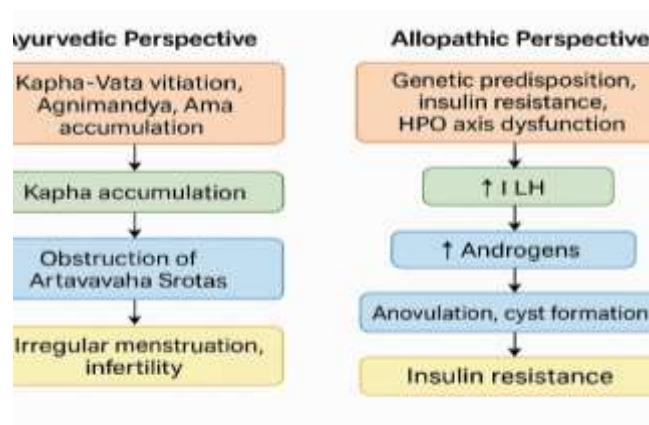 Ayurvedic Perspective
Kapha-Vata vitiation,
Agnimandya, Ama
accumulation
Kapha accumulation
Obstruction of
Artavavaha Srotas
Irregular menstruation,
infertility
Allopathic Perspective
Genetic predisposition,
insulin resistance,
HPO axis dysfunction
↑ I LH
↑ Androgens
Anovulation, cyst formation
Insulin resistance